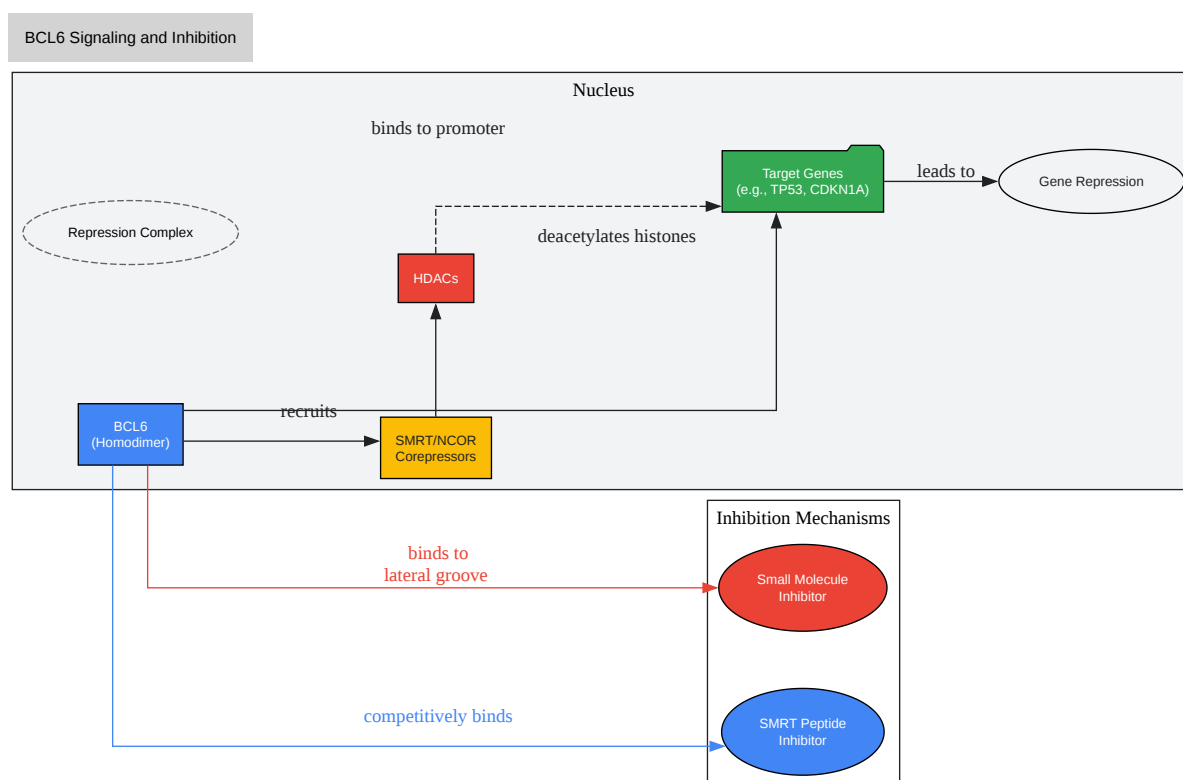 BCL6 Signaling and Inhibition
Nucleus
binds to promoter
Target Genes
(e.g., TP53, CDKN1A)
leads to
Gene Repression
Repression Complex
deacetylates histones
HDACs
recruits
BCL6
(Homodimer)
SMRT/NCOR
Corepressors
Inhibition Mechanisms
binds to
lateral groove
Small Molecule
Inhibitor
competitively binds
SMRT Peptide
Inhibitor